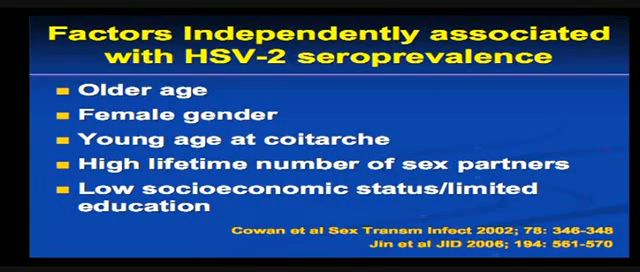 Factors Independently associated
with HSV-2 seroprevalence
Older age
Female gender
Young age at coitarche
High lifetime number of sex partners
Low socioeconomic status/limited
education
Cowan et al Sex Transm Infect 2002; 78: 346-348
Jin et al JID 2006; 194: 561-570